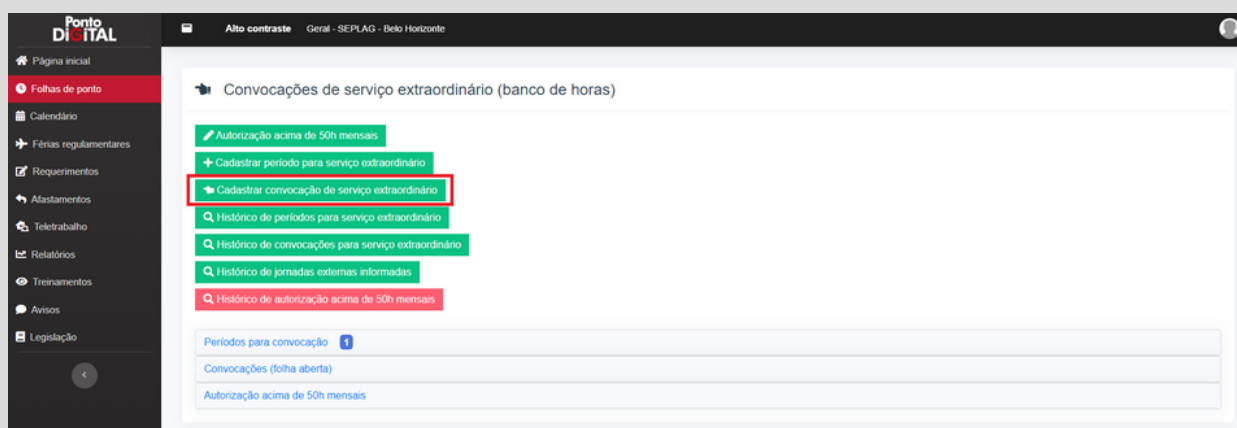 Ponto
DiGiTAL
Alto contraste Geral - SEPLAG - Belo Horizonte
Página inicial
Folhas de ponto
Calendário
Férias regulamentares
Requerimentos
Afastamentos
Teletrabalho
Relatórios
Treinamentos
Avisos
Legislação
Convocações de serviço extraordinário (banco de horas)
Autorização acima de 50h mensais
Cadastrar período para serviço extraordinário
Cadastrar convocação de serviço extraordinário
Histórico de períodos para serviço extraordinário
Histórico de convocações para serviço extraordinário
Histórico de jornadas externas informadas
Histórico de autorização acima de 50h mensais
Períodos para convocação 1
Convocações (folha aberta)
Autorização acima de 50h mensais